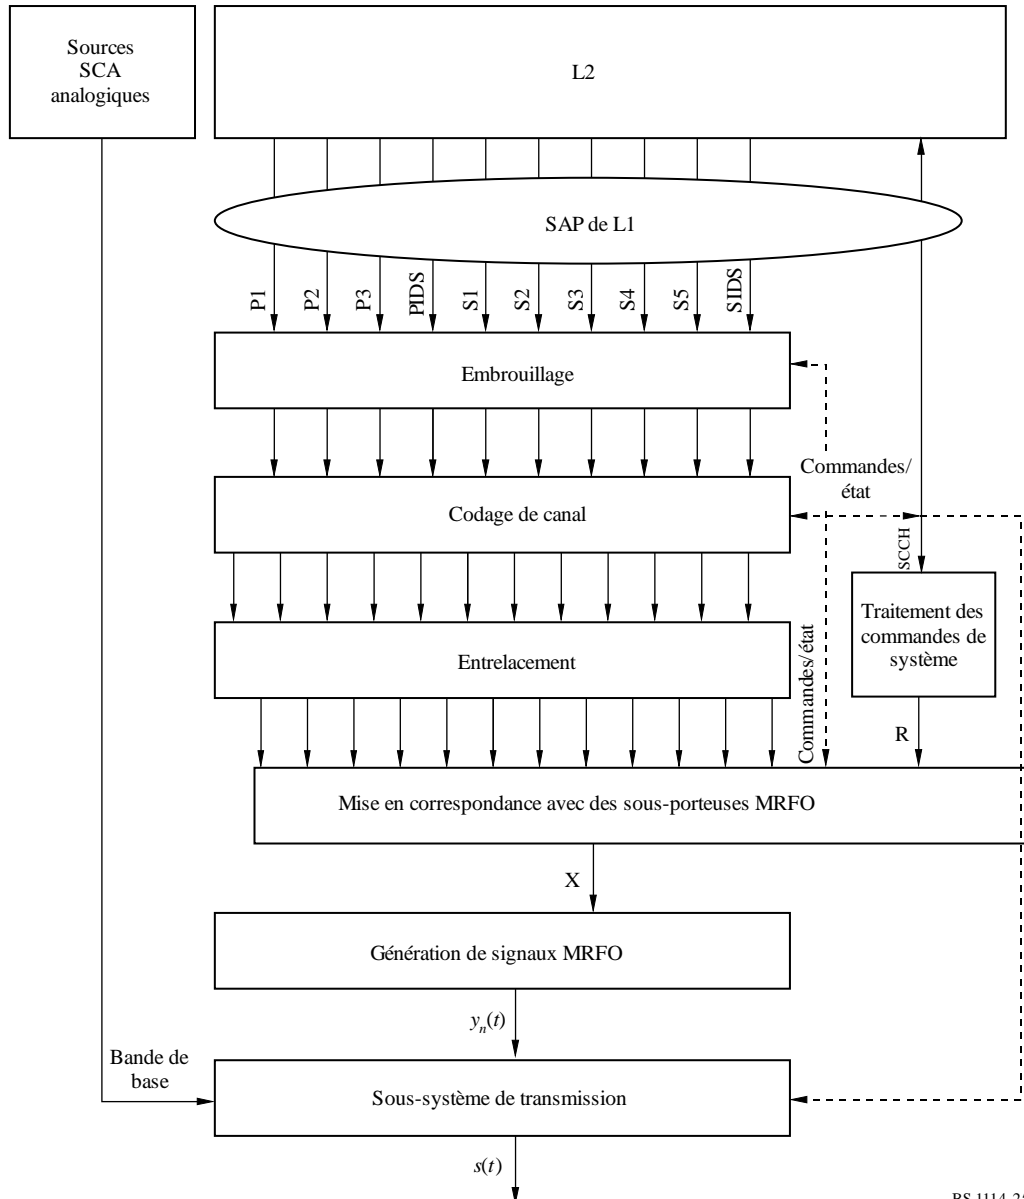 Sources
SCA
analogiques
L2
SAP de L1
P1
P2
P3
PIDS
S1
S2
S3
S4
S5
SIDS
Embrouillage
Commandes/
état
Codage de canal
SCCH
Traitement des
commandes de
système
Entrelacement
Commandes/état
R
Mise en correspondance avec des sous-porteuses MRFO
X
Génération de signaux MRFO
yn(t)
Bande de
base
Sous-système de transmission
s(t)